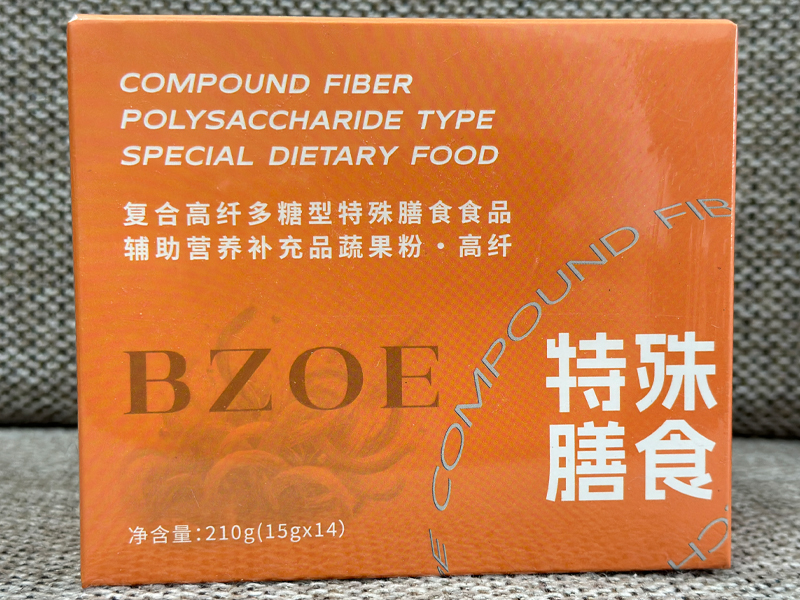 COMPOUND FIBER
POLYSACCHARIDE TYPE
SPECIAL DIETARY FOOD
复合高纤多糖型特殊膳食食品
辅助营养补充品蔬果粉·高纤
BZOE
COMPOUND FIB
特殊
膳食
净含量:210g(15gx14)